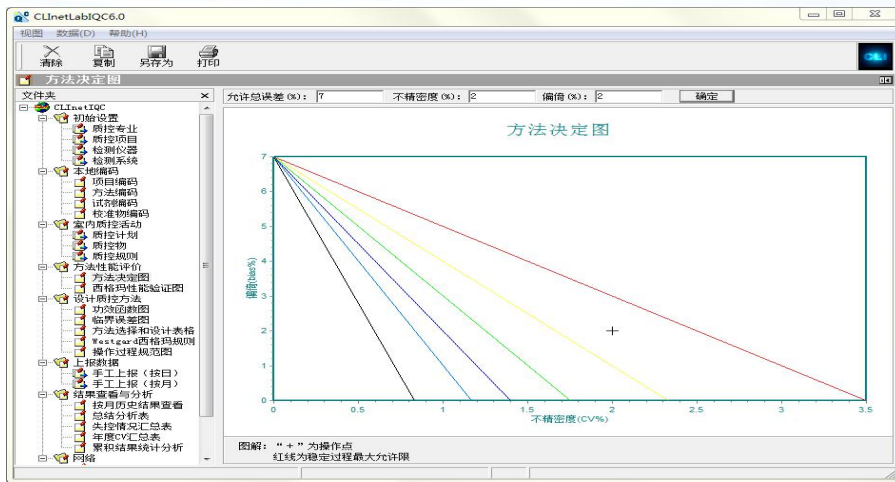 CLInetLabIQC6.0
视图 数据(D) 帮助(H)
清除 复制 另存为 打印
CLI
方法决定图
文件夹
允许总误差(%): 7 不精密度(%): 2 偏倚(%): 2 确定
CLInetIQC
初始设置
质控专业
质控项目
检测仪器
检测系统
本地编码
项目编码
方法编码
试剂编码
校准物编码
室内质控活动
质控计划
质控物
质控规则
方法性能评价
方法决定图
西格玛性能验证图
设计质控方法
功效函数图
临界误差图
方法选择和设计表格
Westgard西格玛规则
操作过程规范图
上报数据
手工上报（按日）
手工上报（按月）
结果查看与分析
按月历史结果查看
总结分析表
失控情况汇总表
年度CV汇总表
累积结果统计分析
网络
方法决定图
7
6
5
4
3
2
1
0
偏倚(bias%)
0 0.5 1 1.5 2 2.5 3 3.5
不精密度(CV%)
图解： “+”为操作点
红线为稳定过程最大允许限